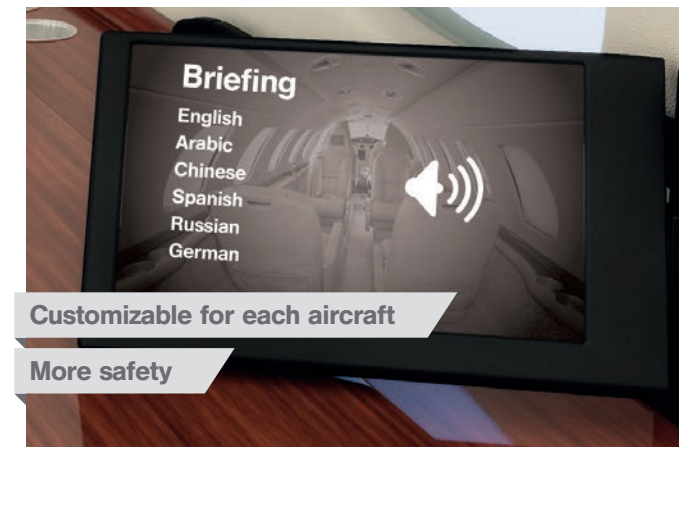 Briefing
English
Arabic
Chinese
Spanish
Russian
German
Customizable for each aircraft
More safety